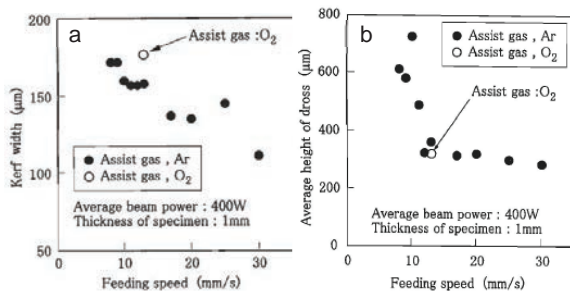 a
Assist gas :O₂
Kerf width (μm)
200
150
100
50
● Assist gas , Ar
○ Assist gas , O₂
Average beam power : 400W
Thickness of specimen : 1mm
0 10 20 30
Feeding speed (mm/s)
b
● Assist gas , Ar
○ Assist gas , O₂
Assist gas :O₂
Average height of dross (μm)
800
600
400
200
0
Average beam power : 400W
Thickness of specimen : 1mm
0 10 20 30
Feeding speed (mm/s)